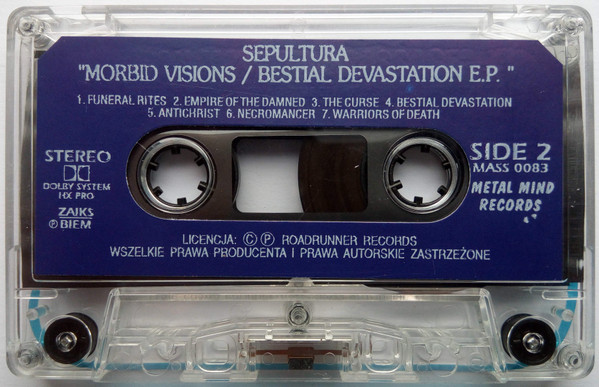 SEPULTURA
"MORBID VISIONS / BESTIAL DEVASTATION E.P. "
1. FUNERAL RITES 2. EMPIRE OF THE DAMNED 3. THE CURSE 4. BESTIAL DEVASTATION
5. ANTICHRIST 6. NECROMANCER 7. WARRIORS OF DEATH
STEREO
DOLBY SYSTEM
HX PRO
ZAIKS
Ⓟ BIEM
SIDE 2
MASS 0083
METAL MIND
RECORDS
LICENCJA: Ⓒ Ⓟ ROADRUNNER RECORDS
WSZELKIE PRAWA PRODUCENTA I PRAWA AUTORSKIE ZASTRZEŻONE